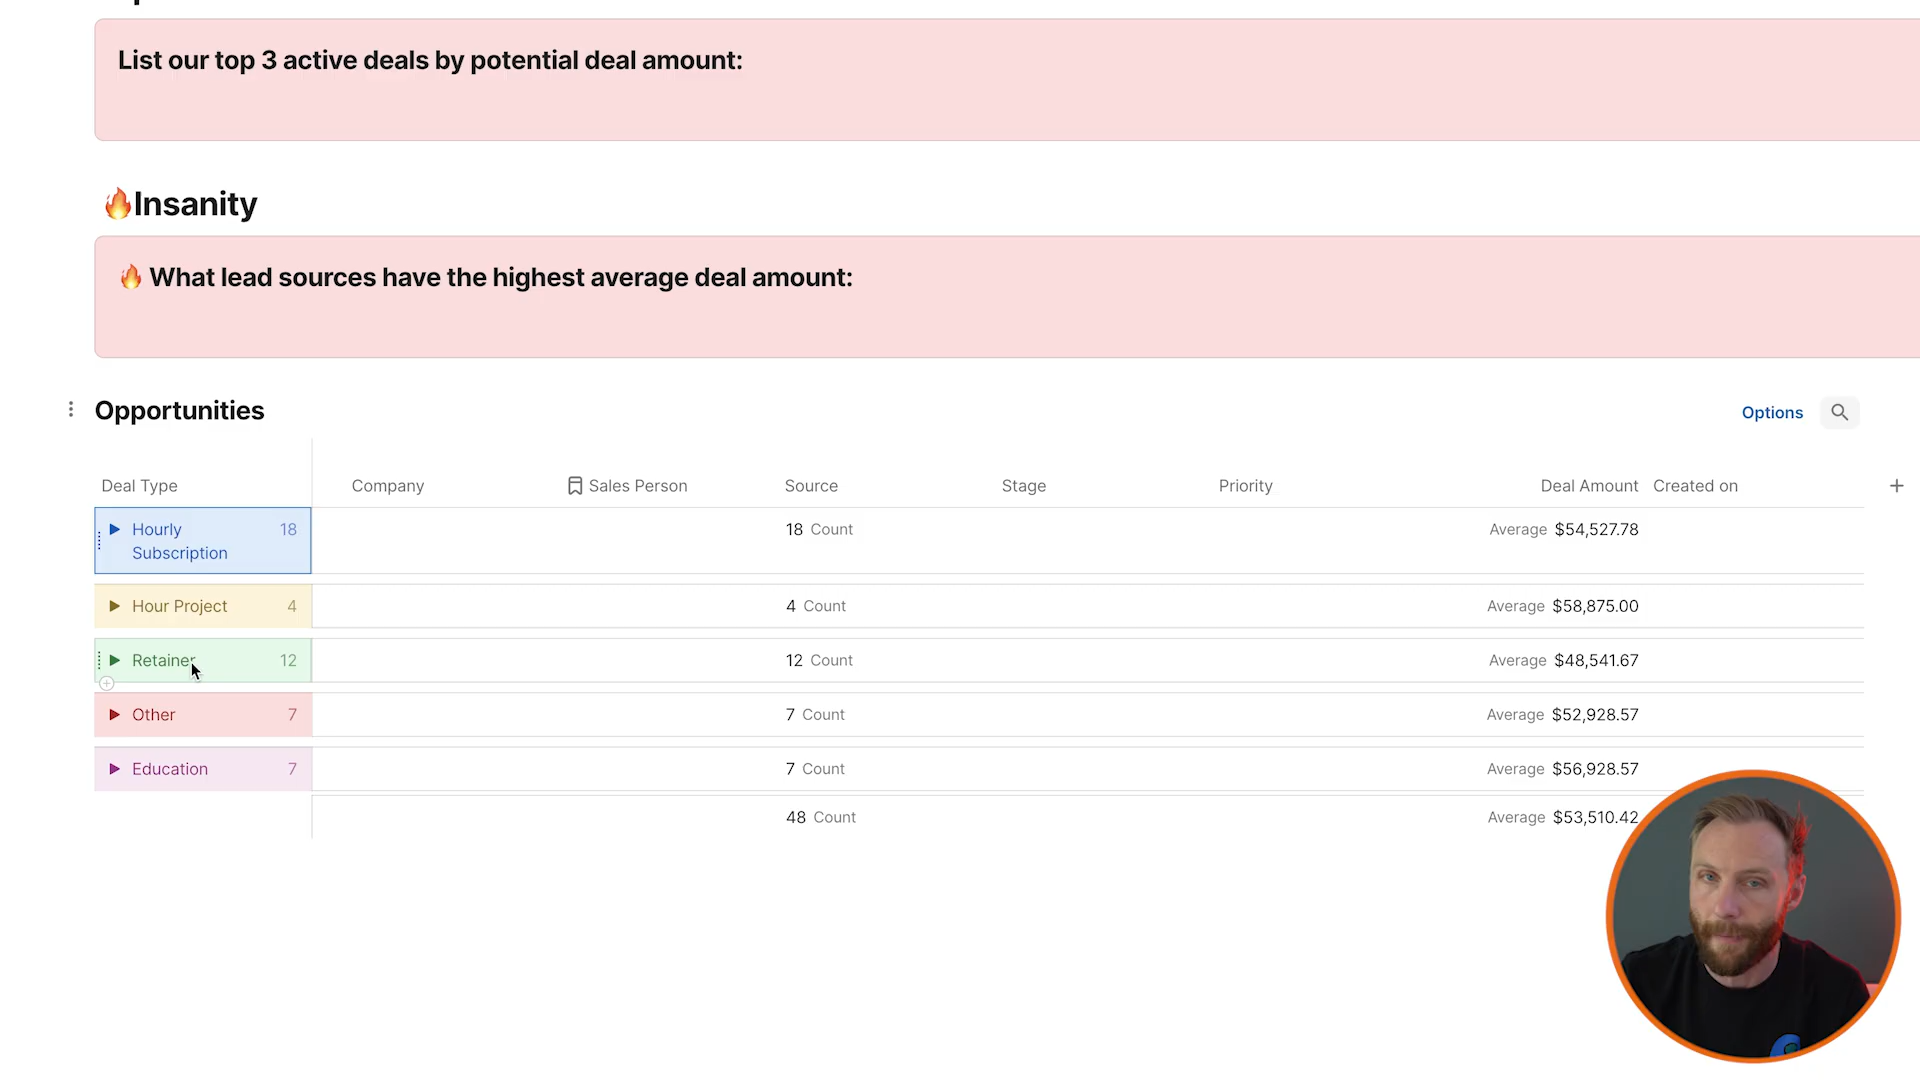 List our top 3 active deals by potential deal amount:
🔥Insanity
🔥 What lead sources have the highest average deal amount:
Opportunities
Options
Deal Type Company Sales Person Source Stage Priority Deal Amount Created on
Hourly Subscription 18 18 Count Average $54,527.78
Hour Project 4 4 Count Average $58,875.00
Retainer 12 12 Count Average $48,541.67
Other 7 7 Count Average $52,928.57
Education 7 7 Count Average $56,928.57
48 Count Average $53,510.42